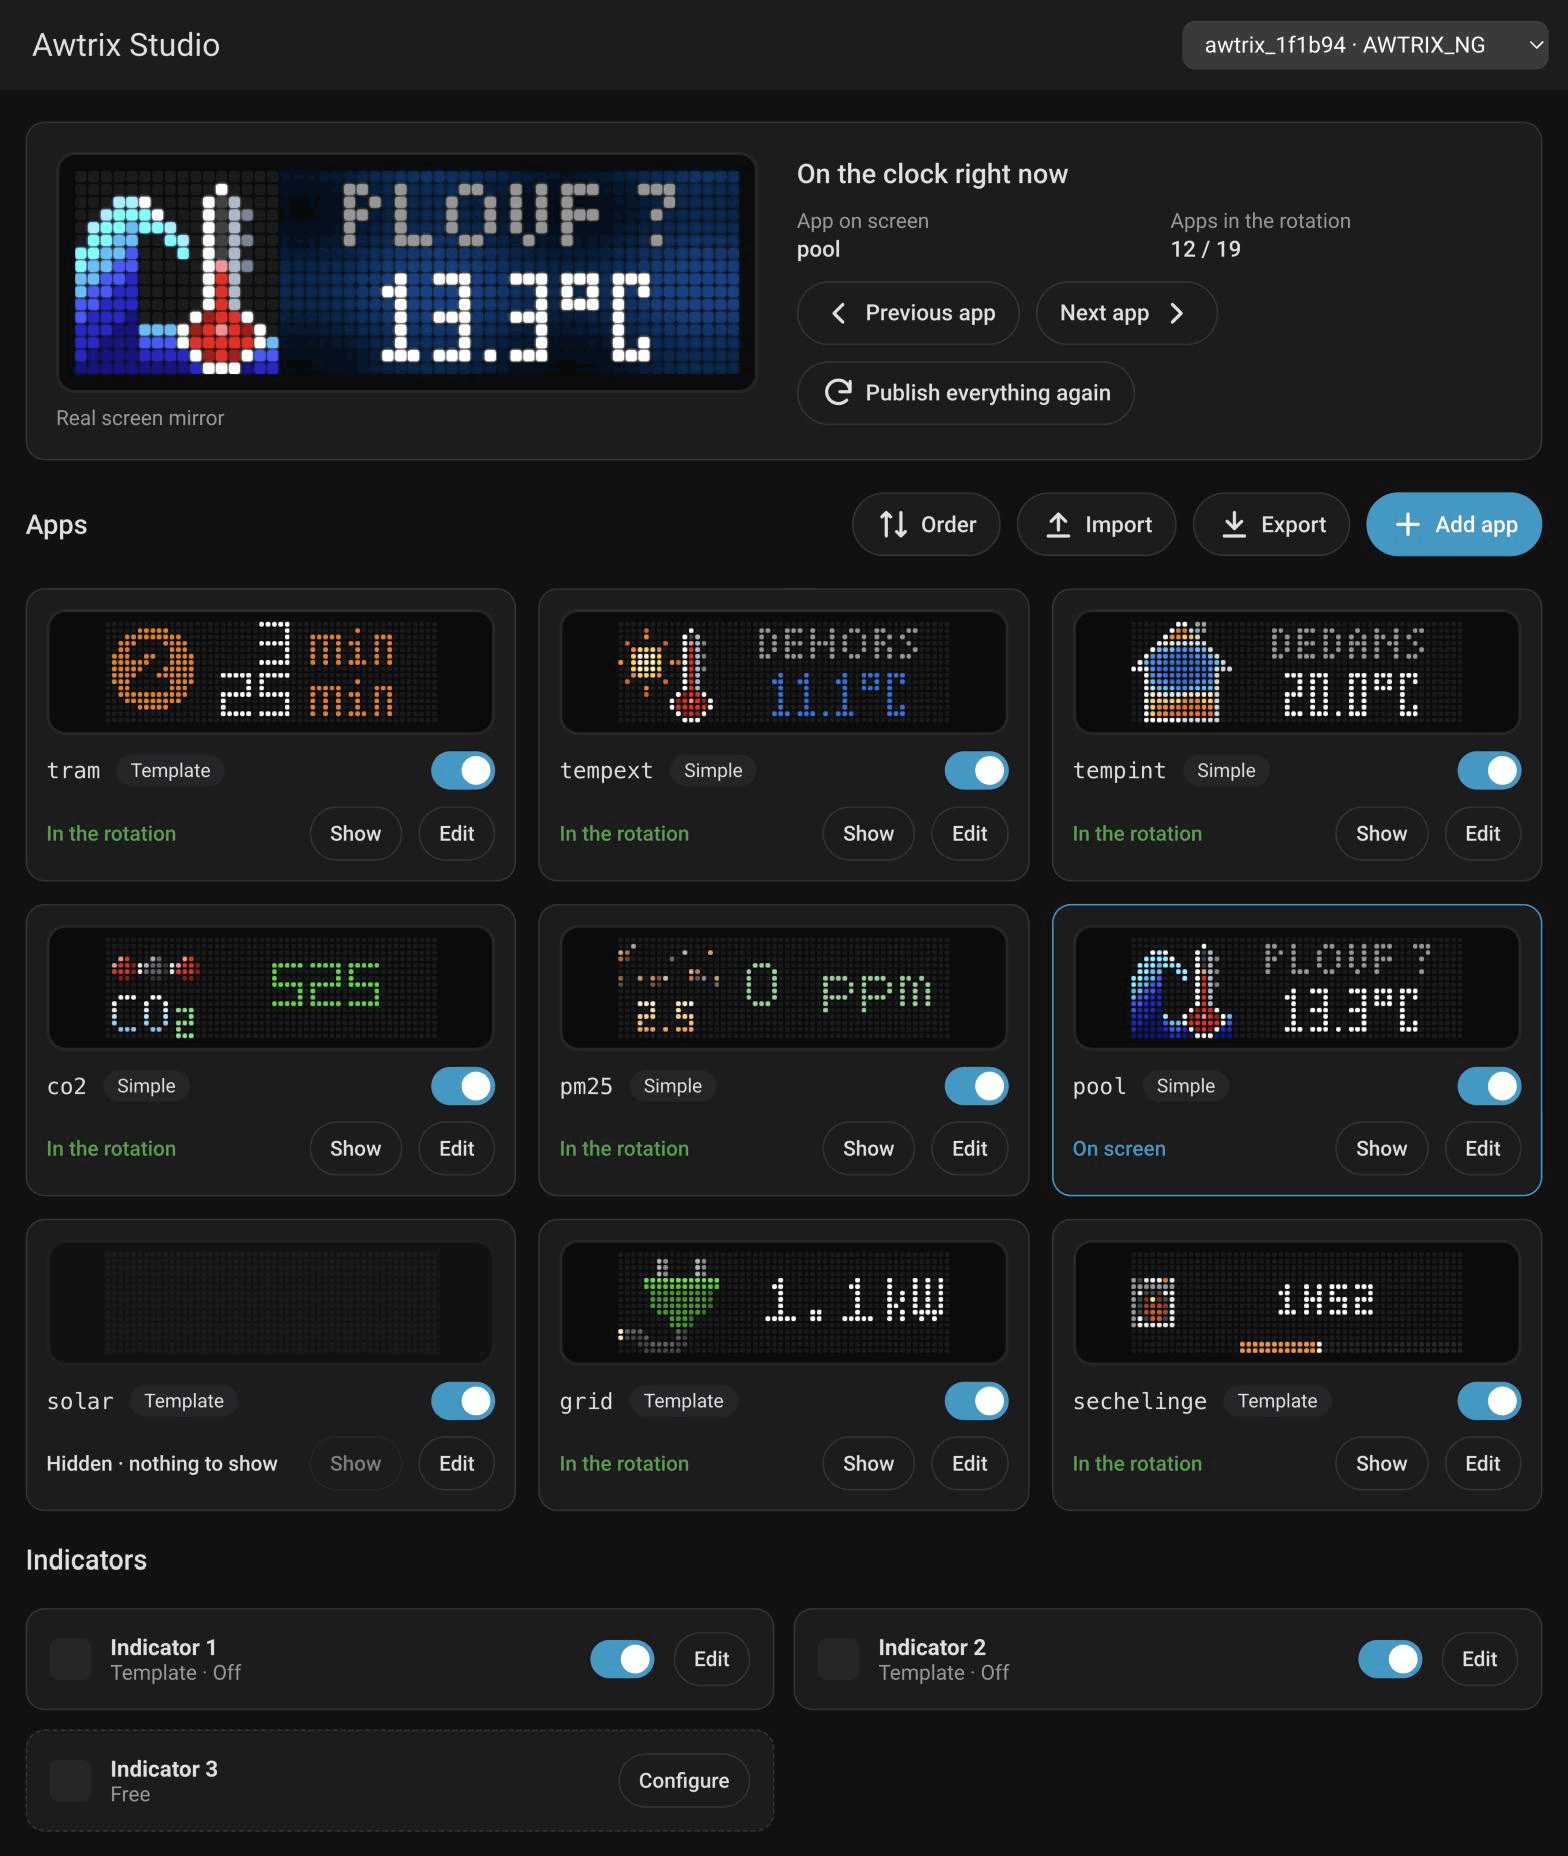 Awtrix Studio
awtrix_1f1b94 · AWTRIX_NG
PLOUF 7
13.3°C
Real screen mirror
On the clock right now
App on screen
pool
Apps in the rotation
12 / 19
Previous app
Next app
Publish everything again
Apps
Order
Import
Export
Add app
2
min
min
tram
Template
In the rotation
Show
Edit
DEHORS
11.1°C
tempext
Simple
In the rotation
Show
Edit
DEDANS
20.0°C
tempint
Simple
In the rotation
Show
Edit
CO2
525
co2
Simple
In the rotation
Show
Edit
2.5
0 ppm
pm25
Simple
In the rotation
Show
Edit
PLOUF 7
13.3°C
pool
Simple
On screen
Show
Edit
solar
Template
Hidden · nothing to show
Show
Edit
1.1kW
grid
Template
In the rotation
Show
Edit
1H52
sechelinge
Template
In the rotation
Show
Edit
Indicators
Indicator 1
Template · Off
Edit
Indicator 2
Template · Off
Edit
Indicator 3
Free
Configure